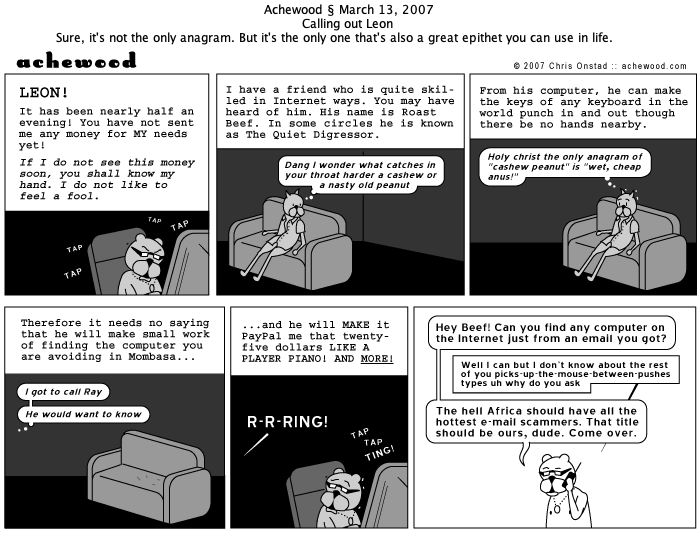 Achewood § March 13, 2007
Calling out Leon
Sure, it's not the only anagram. But it's the only one that's also a great epithet you can use in life.
achewood
© 2007 Chris Onstad :: achewood.com
LEON!
It has been nearly half an
evening! You have not sent
me any money for MY needs
yet!
If I do not see this money
soon, you shall know my
hand. I do not like to
feel a fool.
TAP
TAP
TAP
TAP
I have a friend who is quite skil-
led in Internet ways. You may have
heard of him. His name is Roast
Beef. In some circles he is known
as The Quiet Digressor.
Dang I wonder what catches in
your throat harder a cashew or
a nasty old peanut
From his computer, he can make
the keys of any keyboard in the
world punch in and out though
there be no hands nearby.
Holy christ the only anagram of
"cashew peanut" is "wet, cheap
anus!"
Therefore it needs no saying
that he will make small work
of finding the computer you
are avoiding in Mombasa...
I got to call Ray
He would want to know
...and he will MAKE it
PayPal me that twenty-
five dollars LIKE A
PLAYER PIANO! AND MORE!
R-R-RING!
TAP
TAP
TING!
Hey Beef! Can you find any computer on
the Internet just from an email you got?
Well I can but I don't know about the rest
of you picks-up-the-mouse-between-pushes
types uh why do you ask
The hell Africa should have all the
hottest e-mail scammers. That title
should be ours, dude. Come over.